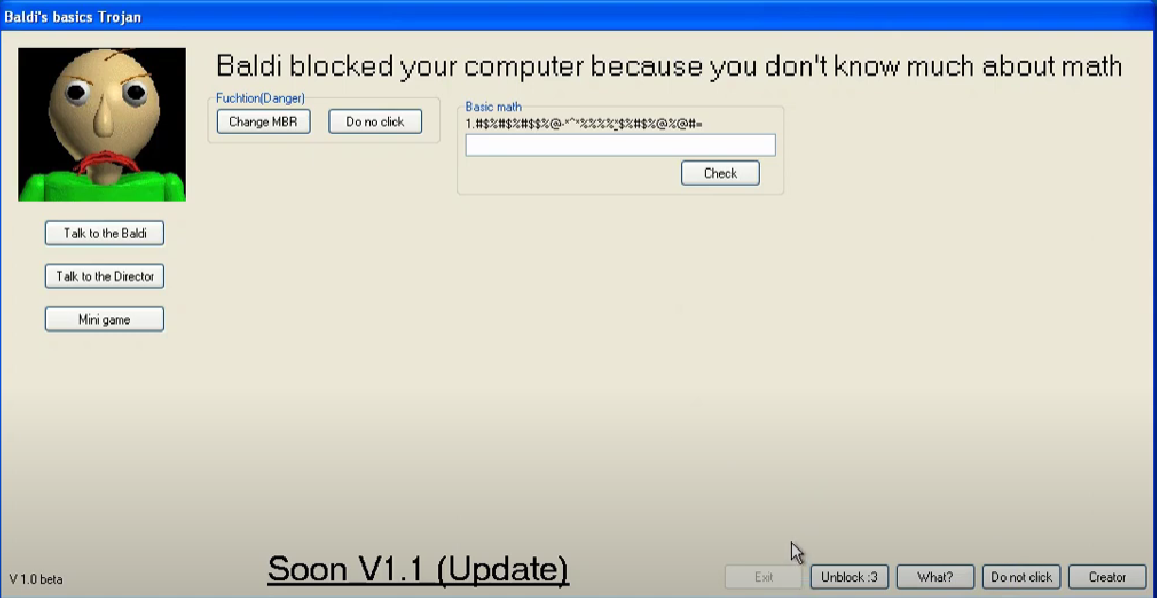 Baldi's basics Trojan
Baldi blocked your computer because you don't know much about math
Fuchtion(Danger)
Change MBR
Do no click
Basic math
1.#$%#$%#$$%@-*^*%%%%*$%#$%@%@#=
Check
Talk to the Baldi
Talk to the Director
Mini game
Soon V1.1 (Update)
V 1.0 beta
Exit
Unblock :3
What?
Do not click
Creator